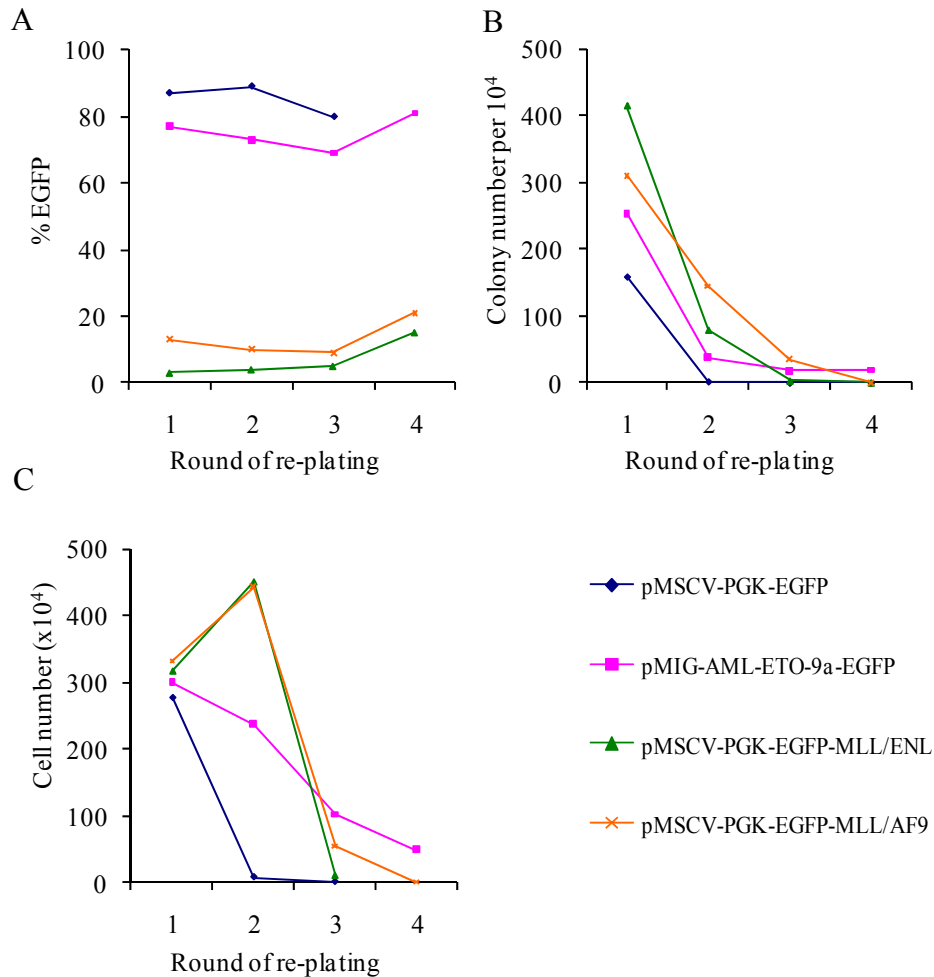 A
100
80
60
40
20
0
% EGFP
1 2 3 4
Round of re-plating
B
500
400
300
200
100
0
Colony numberper 10⁴
1 2 3 4
Round of re-plating
C
500
400
300
200
100
0
Cell number (x10⁴)
1 2 3 4
Round of re-plating
pMSCV-PGK-EGFP
pMIG-AML-ETO-9a-EGFP
pMSCV-PGK-EGFP-MLL/ENL
pMSCV-PGK-EGFP-MLL/AF9